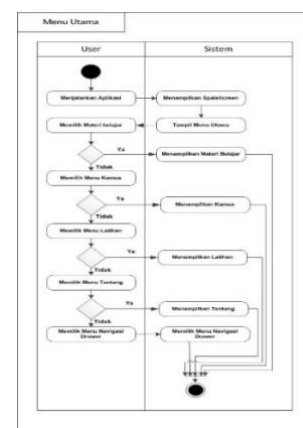 Menu Utama
User
Sistem
Menjalankan Aplikasi
Menampilkan Spalelscreen
Memilih Materi belajar
Tampil Menu Utama
Ya
Menampilkan Materi Belajar
Tidak
Memilih Menu Kamus
Ya
Menampilkan Kamus
Tidak
Memilih Menu Latihan
Ya
Menampilkan Latihan
Tidak
Memilih Menu Tentang
Ya
Menampilkan Tentang
Tidak
Memilih Menu Navigasi
Drawer
Memilih Menu Navigasi
Drawer